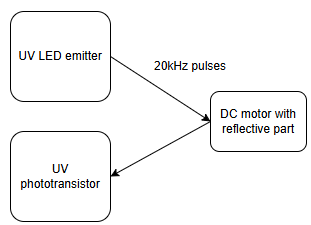 UV LED emitter
20kHz pulses
DC motor with
reflective part
UV
phototransistor